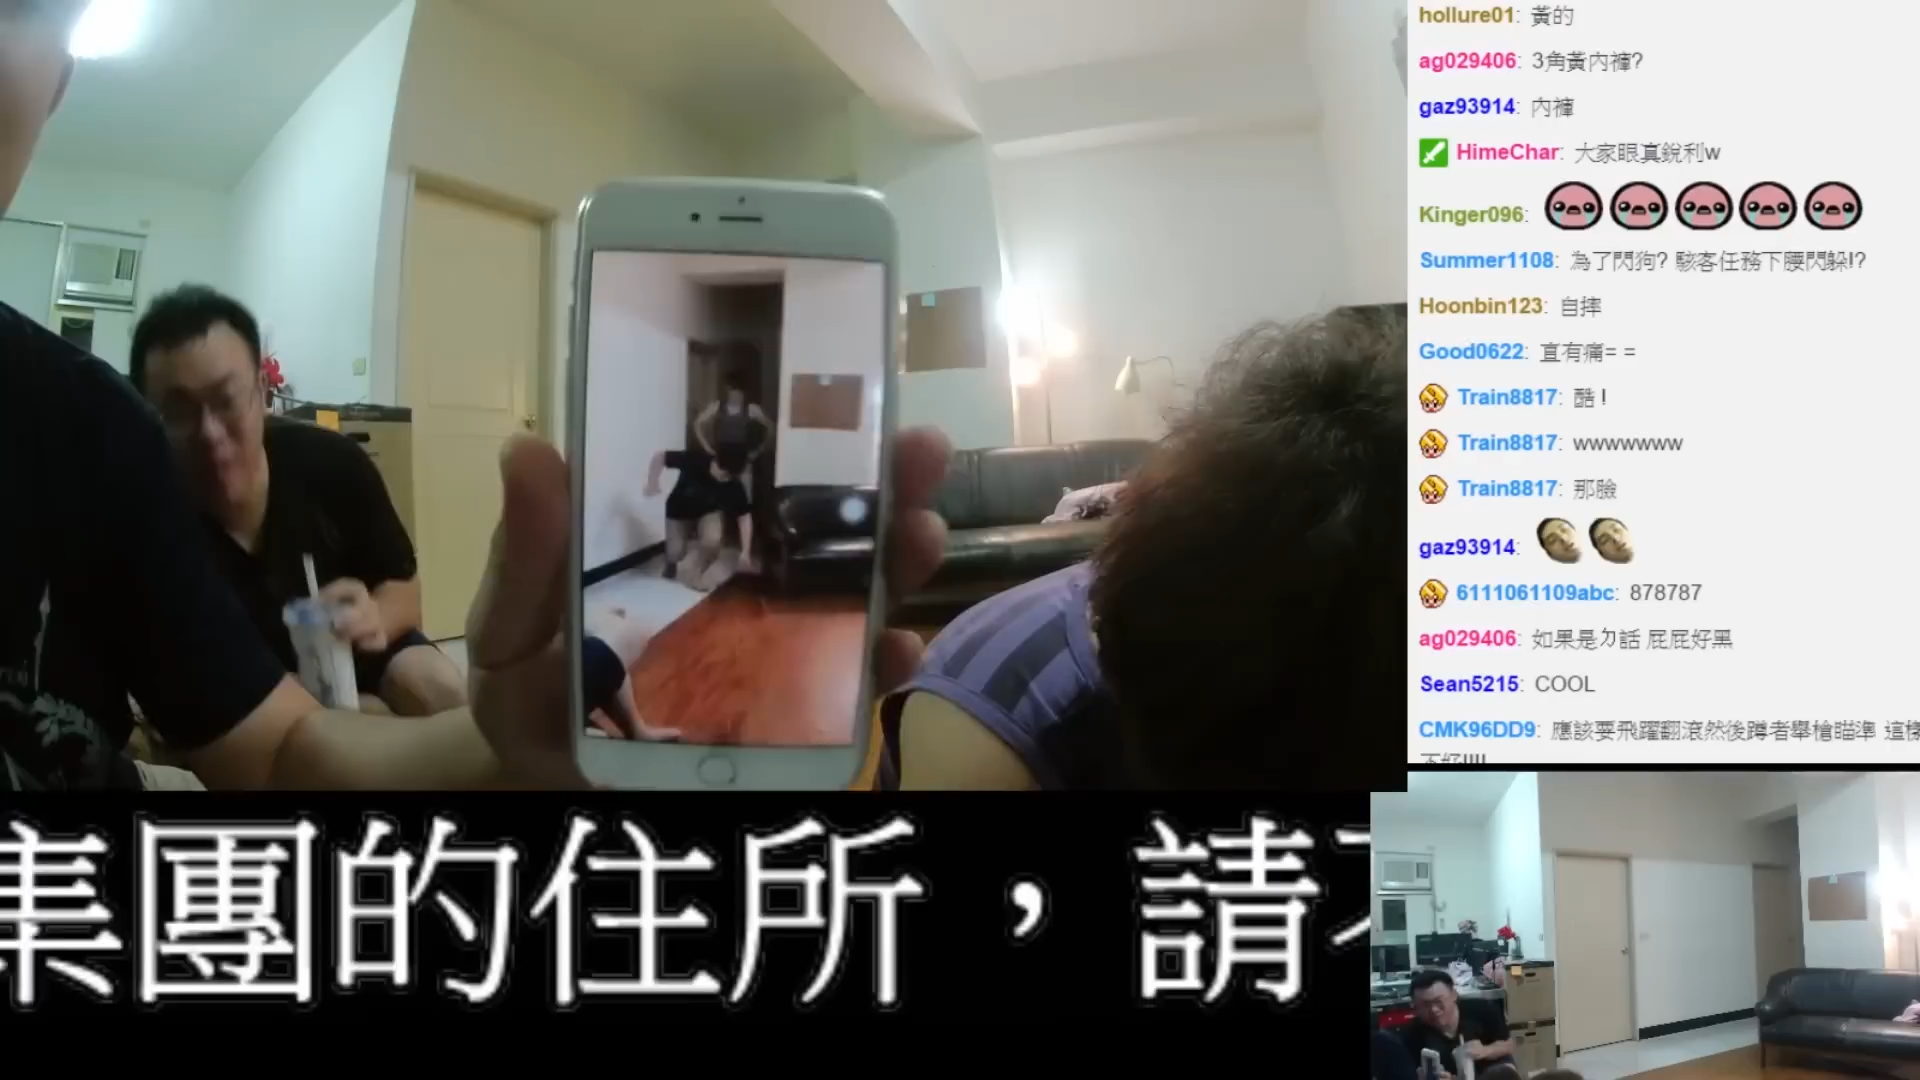 hollure01: 黃的
ag029406: 3角黃內褲?
gaz93914: 內褲
HimeChar: 大家眼真銳利w
Kinger096:
Summer1108: 為了閃狗? 駭客任務下腰閃躲!?
Hoonbin123: 自摔
Good0622: 直有痛= =
Train8817: 酷 !
Train8817: wwwwwww
Train8817: 那臉
gaz93914:
6111061109abc: 878787
ag029406: 如果是ㄉ話 屁屁好黑
Sean5215: COOL
CMK96DD9: 應該要飛躍翻滾然後蹲者舉槍瞄準 這樣
集團的住所，請不